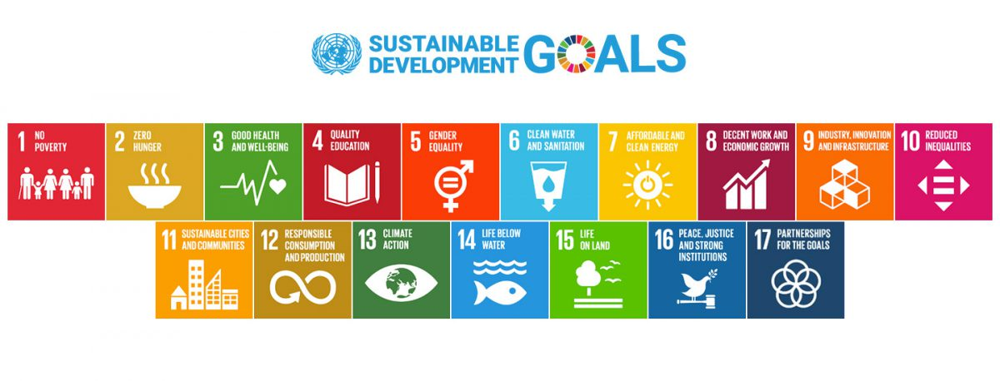 SUSTAINABLE
DEVELOPMENT
GOALS
1 NO
POVERTY
2 ZERO
HUNGER
3 GOOD HEALTH
AND WELL-BEING
4 QUALITY
EDUCATION
5 GENDER
EQUALITY
6 CLEAN WATER
AND SANITATION
7 AFFORDABLE AND
CLEAN ENERGY
8 DECENT WORK AND
ECONOMIC GROWTH
9 INDUSTRY, INNOVATION
AND INFRASTRUCTURE
10 REDUCED
INEQUALITIES
11 SUSTAINABLE CITIES
AND COMMUNITIES
12 RESPONSIBLE
CONSUMPTION
AND PRODUCTION
13 CLIMATE
ACTION
14 LIFE BELOW
WATER
15 LIFE
ON LAND
16 PEACE, JUSTICE
AND STRONG
INSTITUTIONS
17 PARTNERSHIPS
FOR THE GOALS